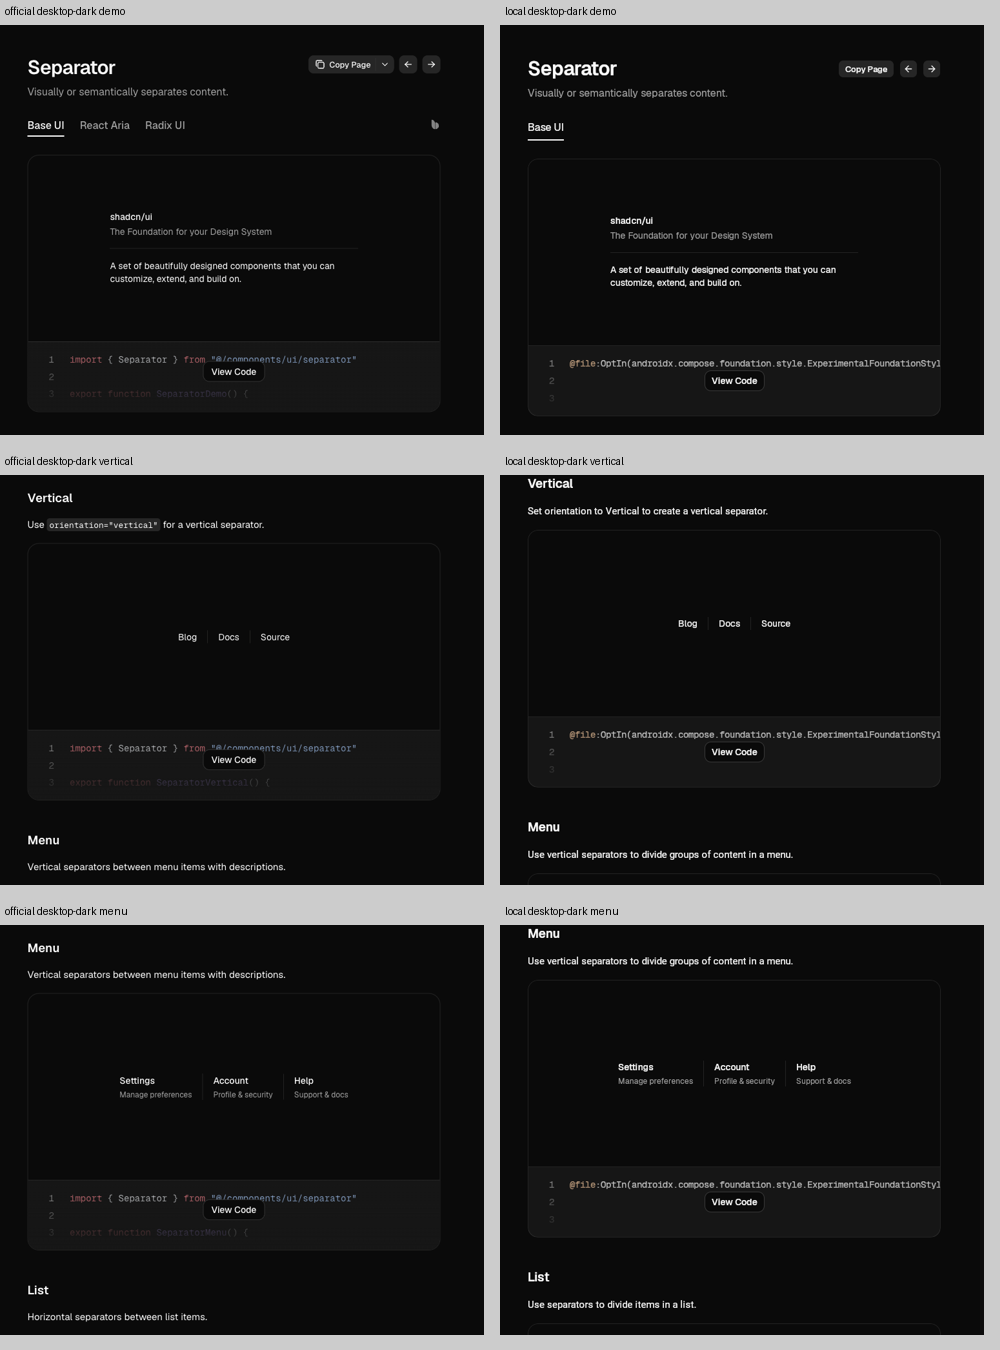 official desktop-dark demo
Separator
Copy Page
Visually or semantically separates content.
Base UI React Aria Radix UI
shadcn/ui
The Foundation for your Design System
A set of beautifully designed components that you can
customize, extend, and build on.
1 import { Separator } from "@/components/ui/separator"
View Code
2
3 export function SeparatorDemo() {
local desktop-dark demo
Separator
Copy Page
Visually or semantically separates content.
Base UI
shadcn/ui
The Foundation for your Design System
A set of beautifully designed components that you can
customize, extend, and build on.
1 @file:OptIn(androidx.compose.foundation.style.ExperimentalFoundationStyl
View Code
2
3
official desktop-dark vertical
Vertical
Use orientation="vertical" for a vertical separator.
Blog Docs Source
1 import { Separator } from "@/components/ui/separator"
View Code
2
3 export function SeparatorVertical() {
Menu
Vertical separators between menu items with descriptions.
local desktop-dark vertical
Vertical
Set orientation to Vertical to create a vertical separator.
Blog Docs Source
1 @file:OptIn(androidx.compose.foundation.style.ExperimentalFoundationStyl
View Code
2
3
Menu
Use vertical separators to divide groups of content in a menu.
official desktop-dark menu
Menu
Vertical separators between menu items with descriptions.
Settings Account Help
Manage preferences Profile & security Support & docs
1 import { Separator } from "@/components/ui/separator"
View Code
2
3 export function SeparatorMenu() {
List
Horizontal separators between list items.
local desktop-dark menu
Menu
Use vertical separators to divide groups of content in a menu.
Settings Account Help
Manage preferences Profile & security Support & docs
1 @file:OptIn(androidx.compose.foundation.style.ExperimentalFoundationStyl
View Code
2
3
List
Use separators to divide items in a list.